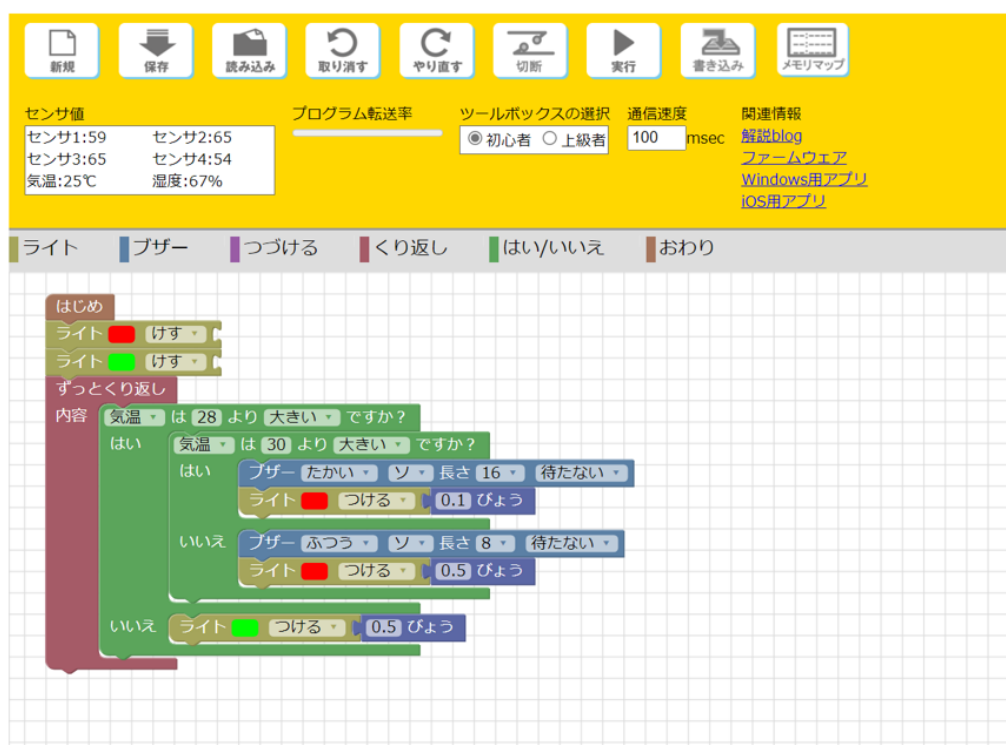 新規 保存 読み込み 取り消す やり直す 切断 実行 書き込み メモリマップ
センサ値 プログラム転送率 ツールボックスの選択 通信速度 関連情報
センサ1:59 センサ2:65 初心者 上級者 100 msec 解説blog
センサ3:65 センサ4:54 ファームウェア
気温:25℃ 湿度:67% Windows用アプリ
iOS用アプリ
ライト ブザー つづける くり返し はい/いいえ おわり
はじめ
ライト けす
ライト けす
ずっとくり返し
内容 気温 は 28 より 大きい ですか?
はい 気温 は 30 より 大きい ですか?
はい ブザー たかい ソ 長さ 16 待たない
ライト つける 0.1 びょう
いいえ ブザー ふつう ソ 長さ 8 待たない
ライト つける 0.5 びょう
いいえ ライト つける 0.5 びょう